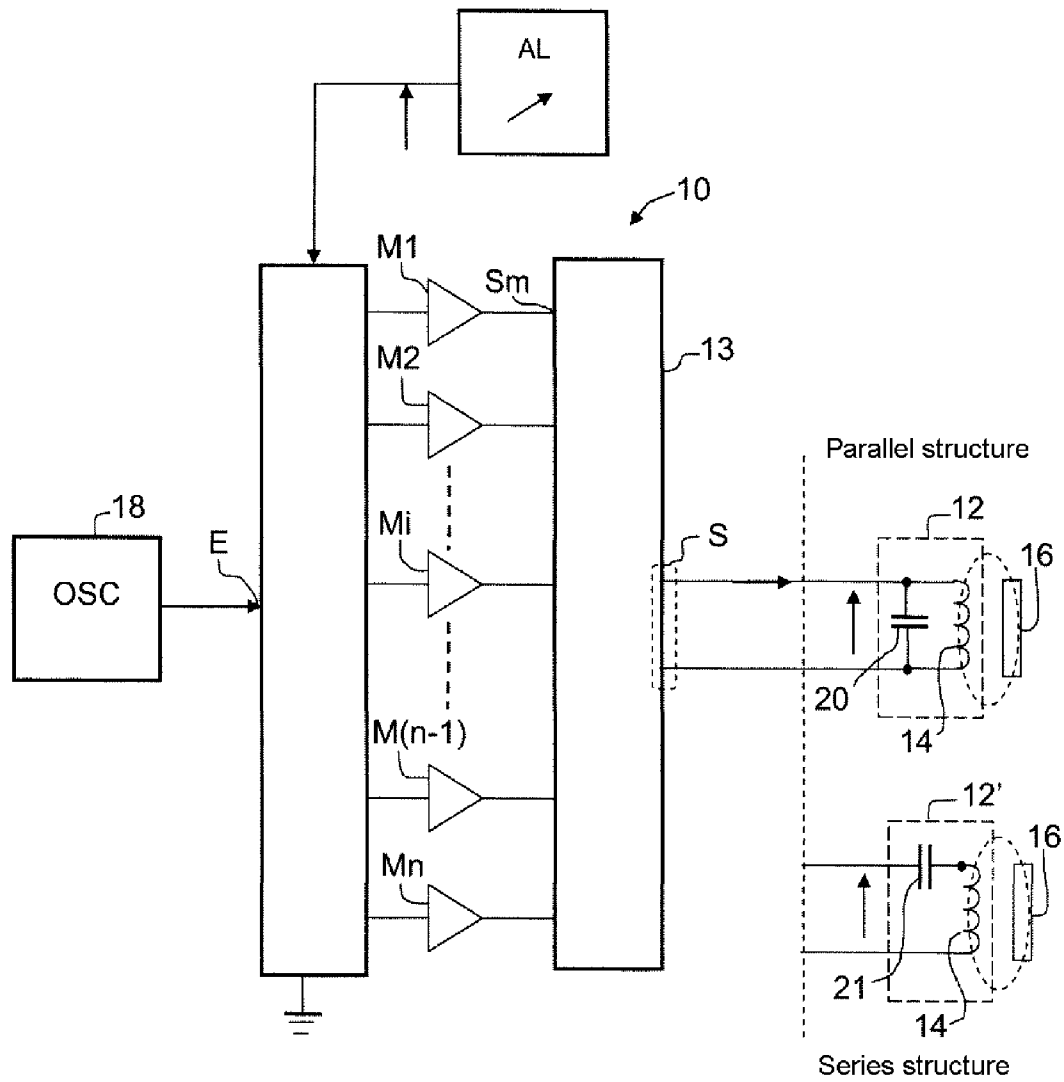 AL
10
M1
Sm
M2
13
Parallel structure
18
E
Mi
S
12
16
OSC
20
14
M(n-1)
12'
16
Mn
21
14
Series structure